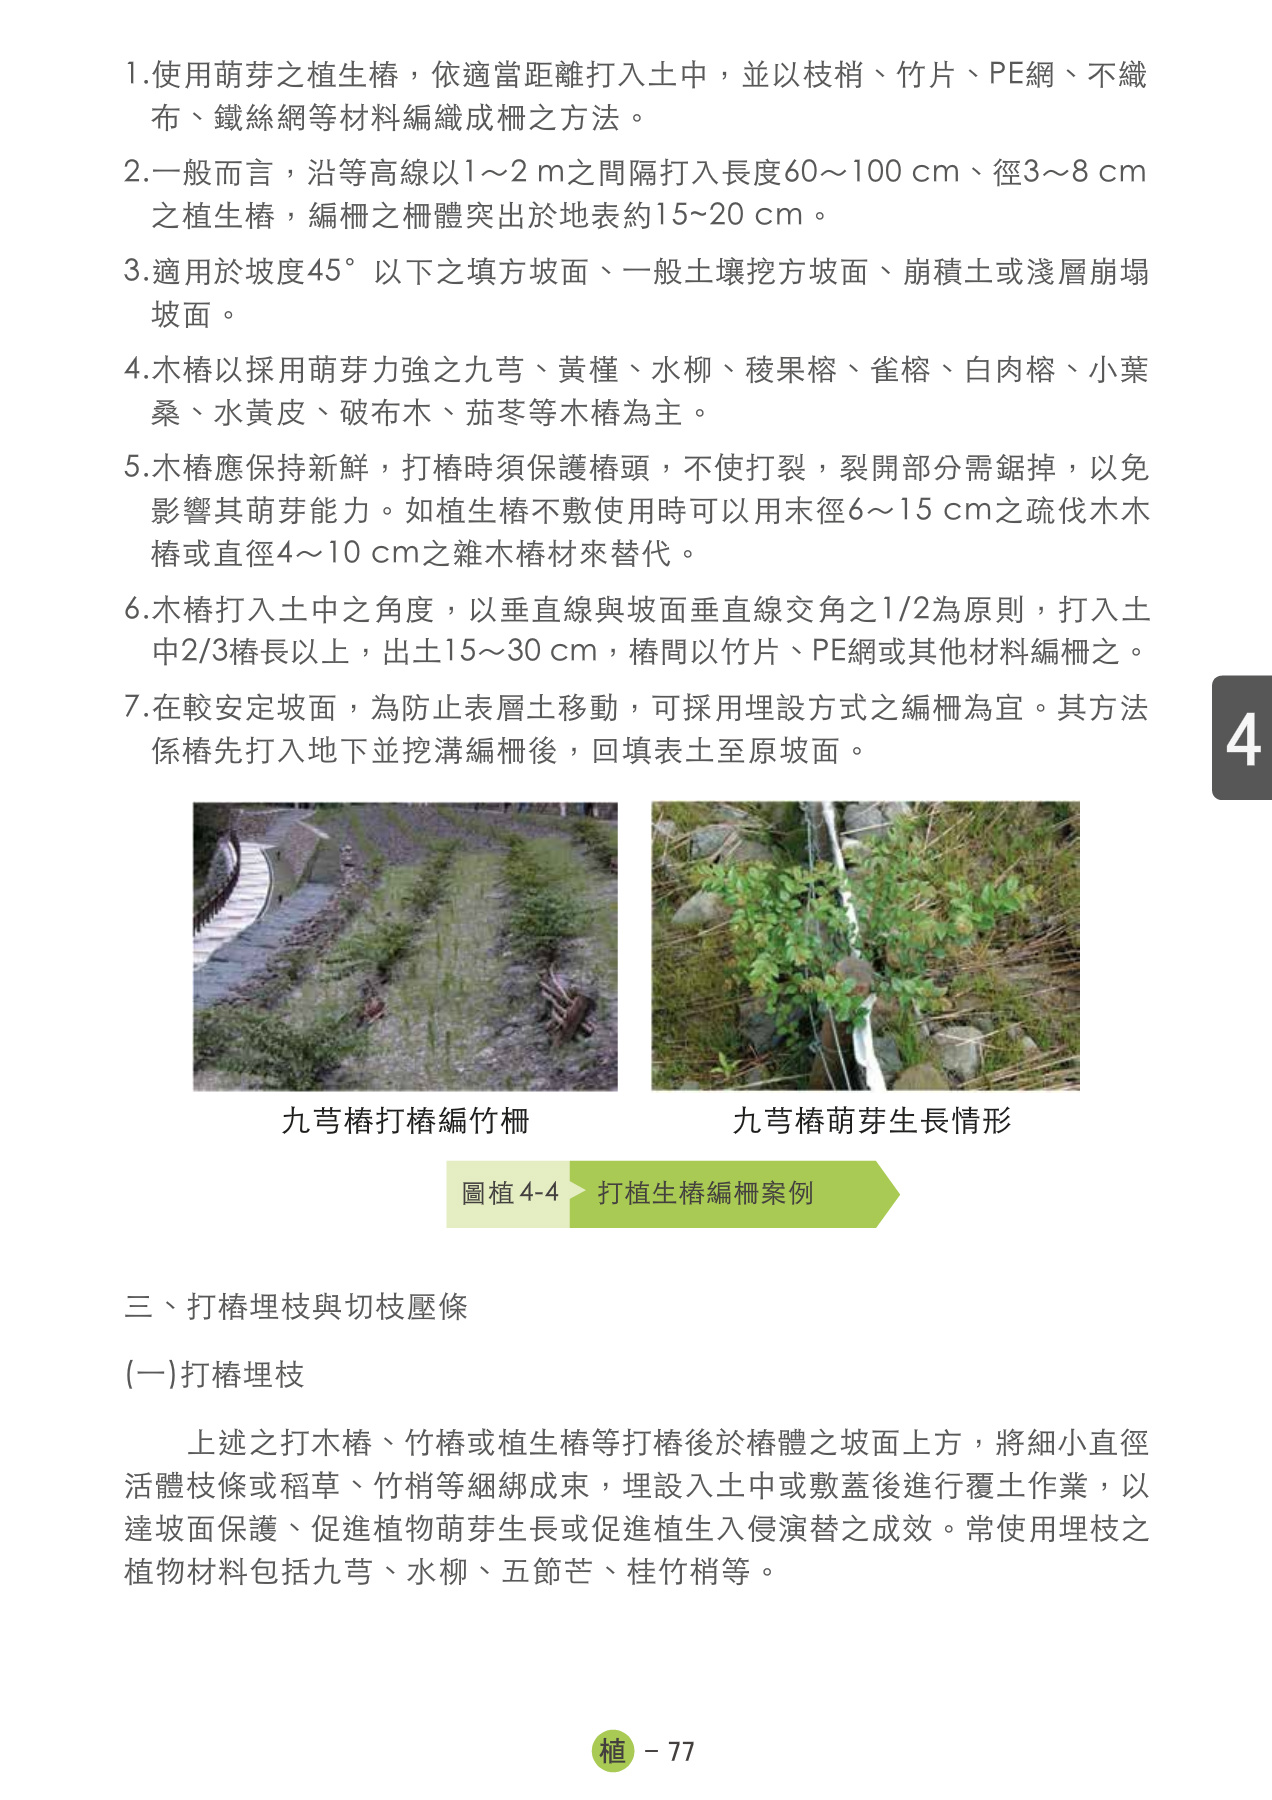 1.使用萌芽之植生樁，依適當距離打入土中，並以枝梢、竹片、PE網、不織
布、鐵絲網等材料編織成柵之方法。
2.一般而言，沿等高線以1～2 m之間隔打入長度60～100 cm、徑3～8 cm
之植生樁，編柵之柵體突出於地表約15~20 cm。
3.適用於坡度45°以下之填方坡面、一般土壤挖方坡面、崩積土或淺層崩塌
坡面。
4.木樁以採用萌芽力強之九芎、黃槿、水柳、稜果榕、雀榕、白肉榕、小葉
桑、水黃皮、破布木、茄苳等木樁為主。
5.木樁應保持新鮮，打樁時須保護樁頭，不使打裂，裂開部分需鋸掉，以免
影響其萌芽能力。如植生樁不敷使用時可以用末徑6～15 cm之疏伐木木
樁或直徑4～10 cm之雜木樁材來替代。
6.木樁打入土中之角度，以垂直線與坡面垂直線交角之1/2為原則，打入土
中2/3樁長以上，出土15～30 cm，樁間以竹片、PE網或其他材料編柵之。
7.在較安定坡面，為防止表層土移動，可採用埋設方式之編柵為宜。其方法
係樁先打入地下並挖溝編柵後，回填表土至原坡面。
4
九芎樁打樁編竹柵
九芎樁萌芽生長情形
圖植 4-4 打植生樁編柵案例
三、打樁埋枝與切枝壓條
(一)打樁埋枝
上述之打木樁、竹樁或植生樁等打樁後於樁體之坡面上方，將細小直徑
活體枝條或稻草、竹梢等綑綁成束，埋設入土中或敷蓋後進行覆土作業，以
達坡面保護、促進植物萌芽生長或促進植生入侵演替之成效。常使用埋枝之
植物材料包括九芎、水柳、五節芒、桂竹梢等。
植 – 77